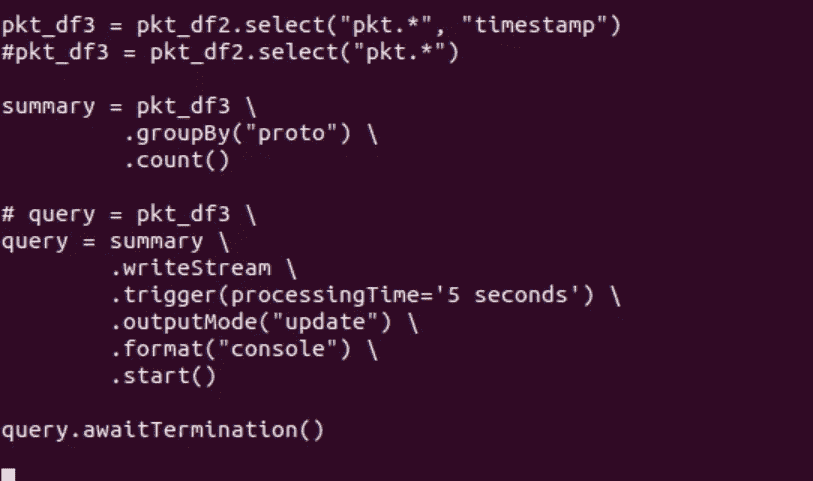 pkt_df3 = pkt_df2.select("pkt.*", "timestamp")
#pkt_df3 = pkt_df2.select("pkt.*")
summary = pkt_df3 \
        .groupBy("proto") \
        .count()
# query = pkt_df3 \
query = summary \
        .writeStream \
        .trigger(processingTime='5 seconds') \
        .outputMode("update") \
        .format("console") \
        .start()
query.awaitTermination()